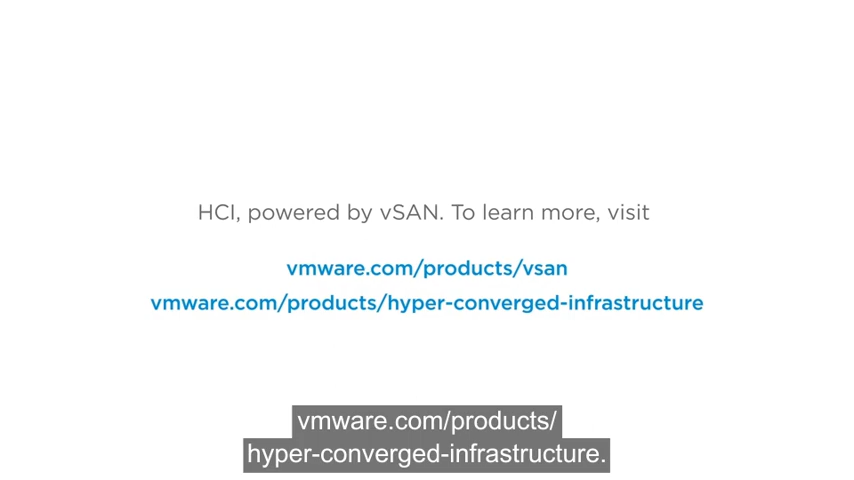 HCI, powered by vSAN. To learn more, visit
vmware.com/products/vsan
vmware.com/products/hyper-converged-infrastructure
vmware.com/products/
hyper-converged-infrastructure.